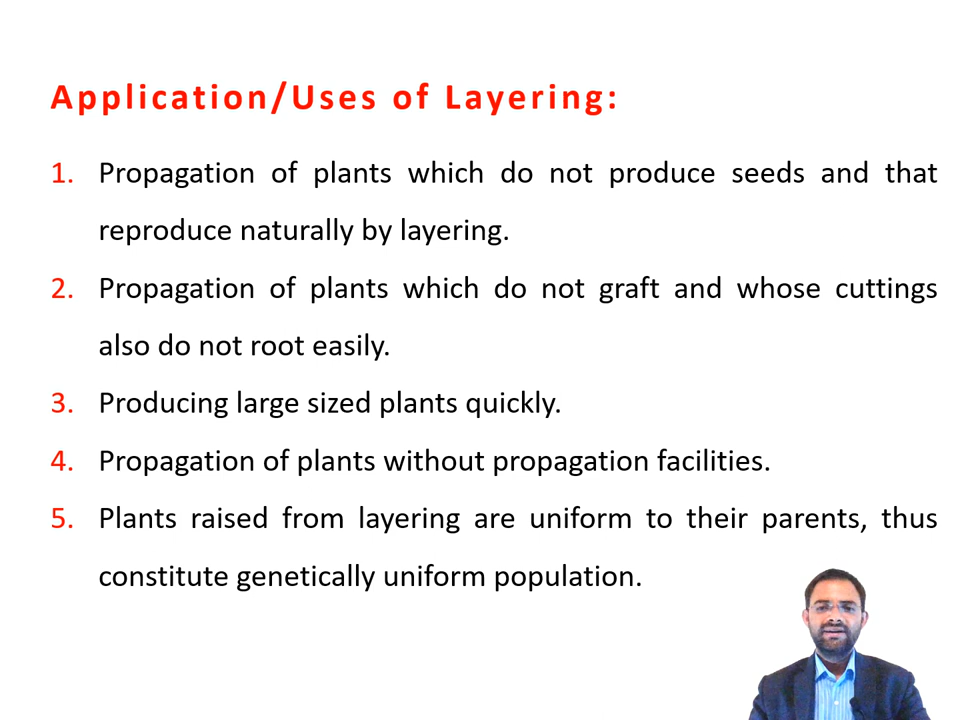 Application/Uses of Layering:
1. Propagation of plants which do not produce seeds and that
reproduce naturally by layering.
2. Propagation of plants which do not graft and whose cuttings
also do not root easily.
3. Producing large sized plants quickly.
4. Propagation of plants without propagation facilities.
5. Plants raised from layering are uniform to their parents, thus
constitute genetically uniform population.